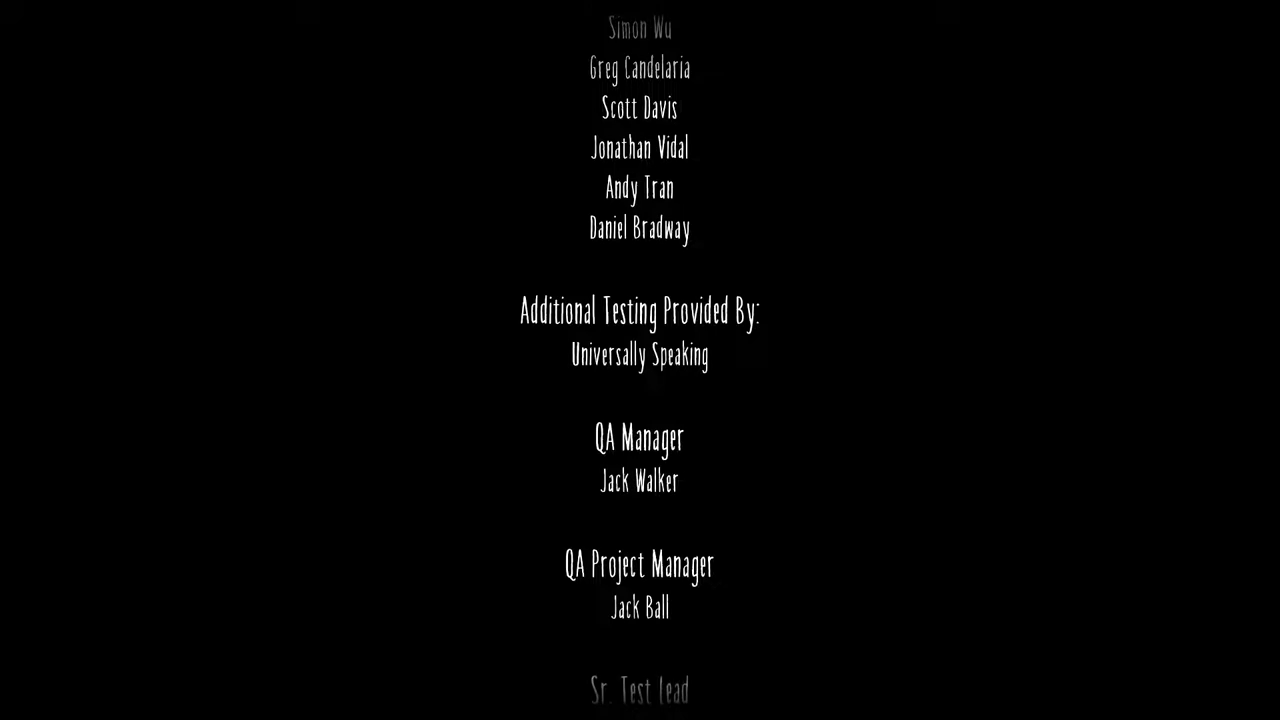 Simon Wu
Greg Candelaria
Scott Davis
Jonathan Vidal
Andy Tran
Daniel Bradway
Additional Testing Provided By:
Universally Speaking
QA Manager
Jack Walker
QA Project Manager
Jack Ball
Sr. Test Lead